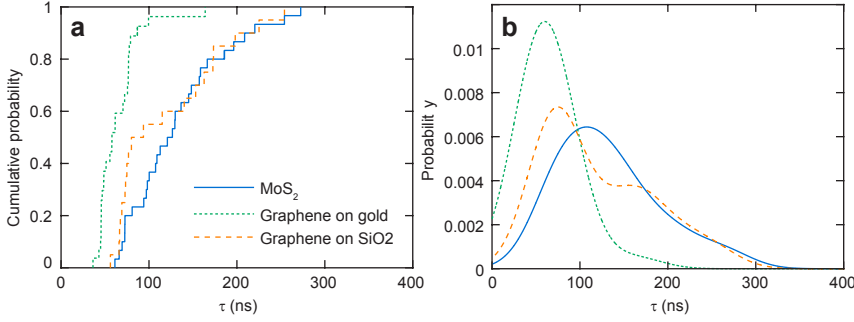 a
Cumulative probability
1
0.8
0.6
0.4
0.2
0
MoS2
Graphene on gold
Graphene on SiO2
0 100 200 300 400
τ (ns)
b
Probabilit y
0.01
0.008
0.006
0.004
0.002
0
0 100 200 300 400
τ (ns)